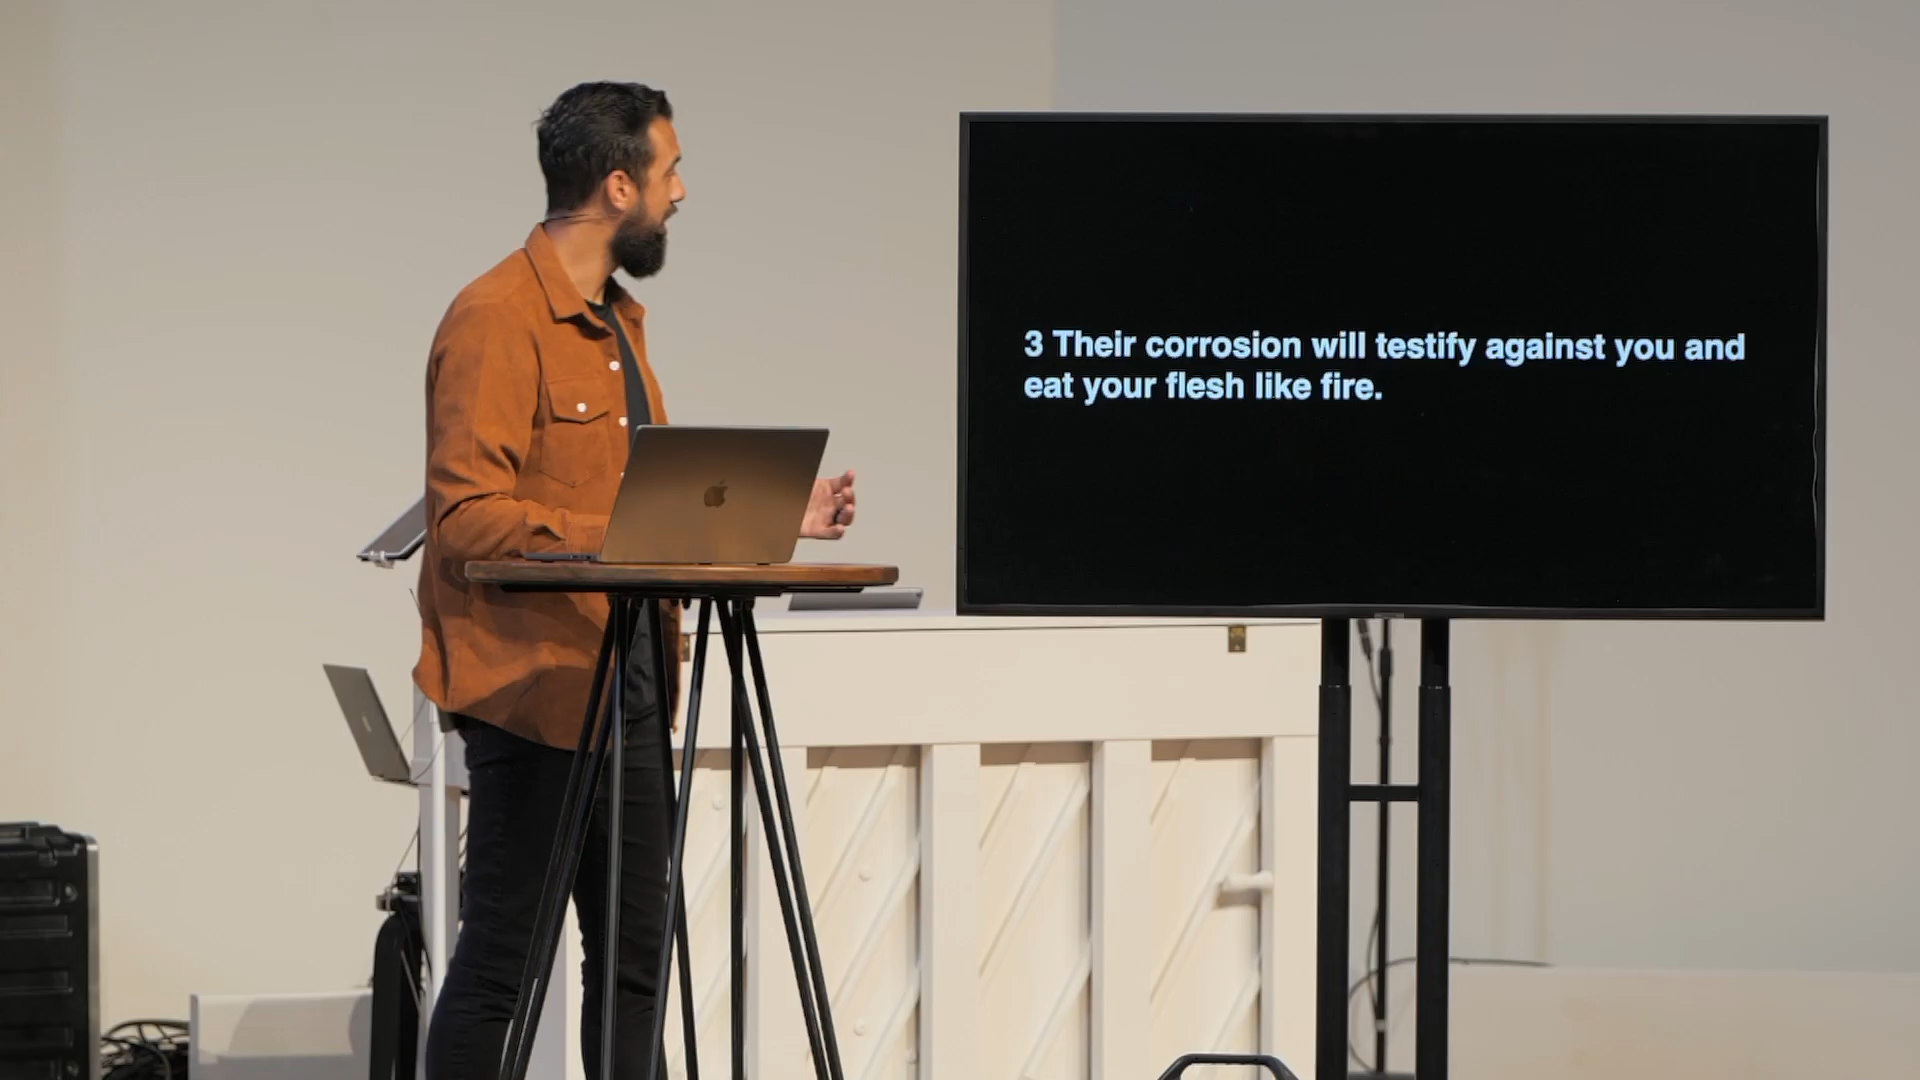 3 Their corrosion will testify against you and
eat your flesh like fire.